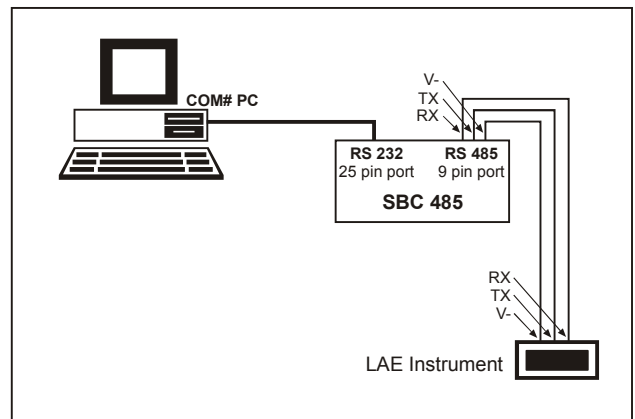 COM# PC
V-
TX
RX
RS 232
25 pin port
RS 485
9 pin port
SBC 485
RX
TX
V-
LAE Instrument